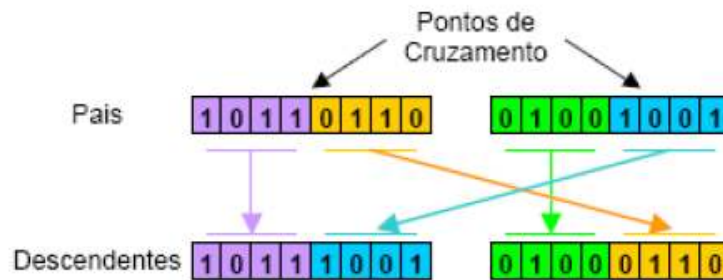 Pontos de
Cruzamento
Pais 1 0 1 1 0 1 1 0 0 1 0 0 1 0 0 1
Descendentes 1 0 1 1 1 0 0 1 0 1 0 0 0 1 1 0